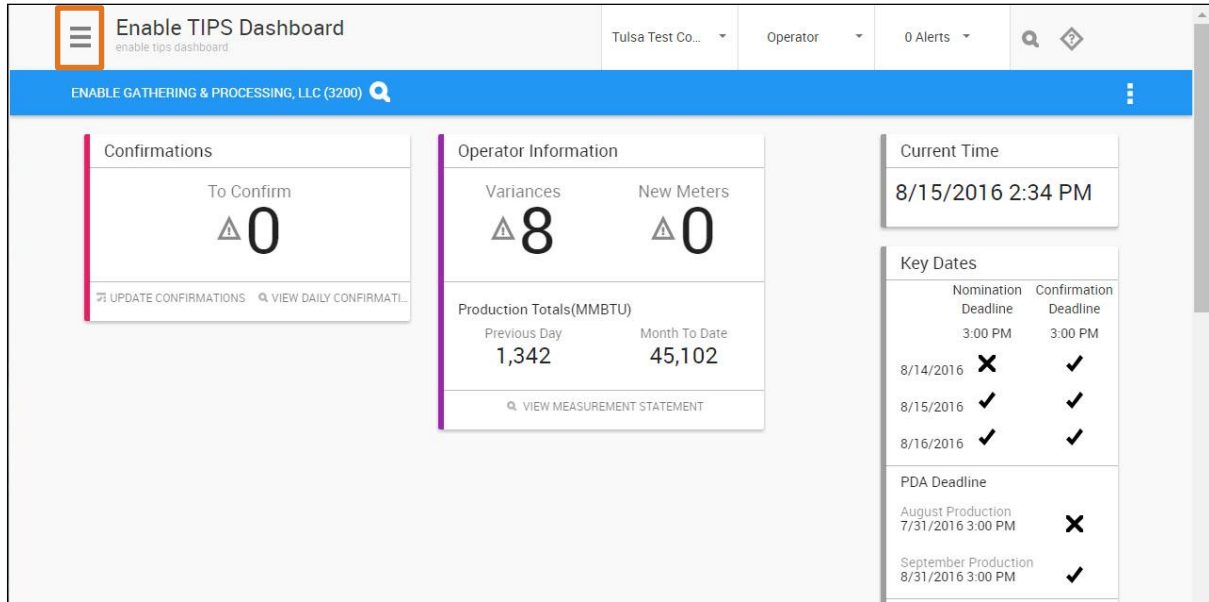 Enable TIPS Dashboard
enable tips dashboard
Tulsa Test Co...
Operator
0 Alerts
ENABLE GATHERING & PROCESSING, LLC (3200)
Confirmations
To Confirm
0
UPDATE CONFIRMATIONS VIEW DAILY CONFIRMATI...
Operator Information
Variances New Meters
8 0
Production Totals(MMBTU)
Previous Day Month To Date
1,342 45,102
VIEW MEASUREMENT STATEMENT
Current Time
8/15/2016 2:34 PM
Key Dates
Nomination Confirmation
Deadline Deadline
3:00 PM 3:00 PM
8/14/2016
8/15/2016
8/16/2016
PDA Deadline
August Production
7/31/2016 3:00 PM
September Production
8/31/2016 3:00 PM